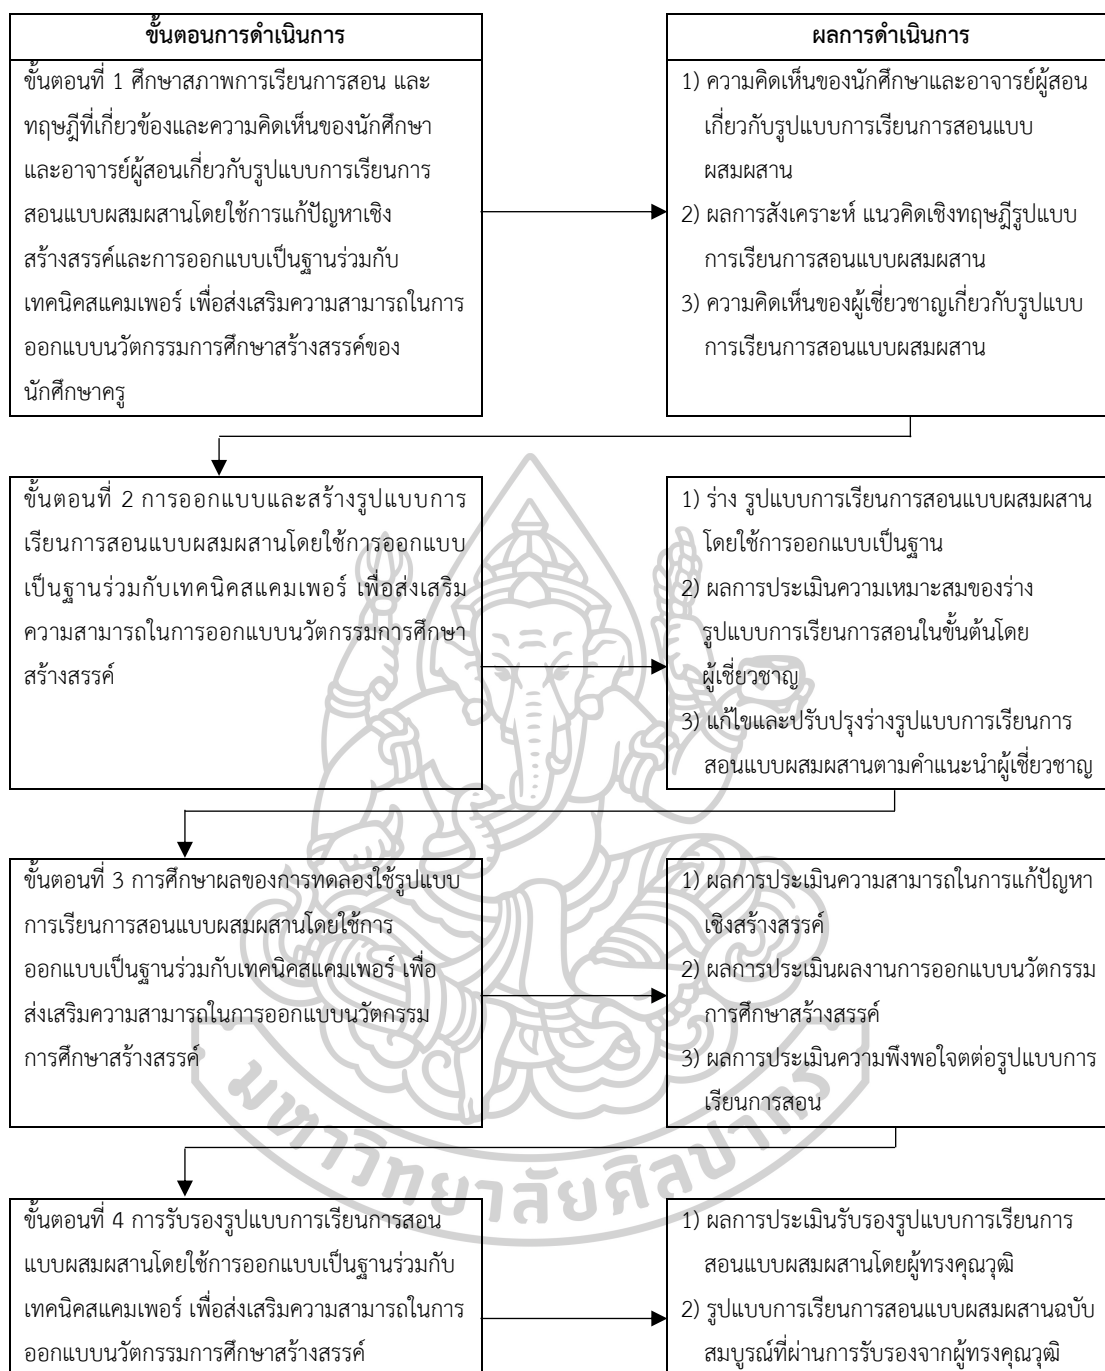 ขั้นตอนการดำเนินการ
ผลการดำเนินการ
ขั้นตอนที่ 1 ศึกษาสภาพการเรียนการสอน และ
ทฤษฎีที่เกี่ยวข้องและความคิดเห็นของนักศึกษา
และอาจารย์ผู้สอนเกี่ยวกับรูปแบบการเรียนการ
สอนแบบผสมผสานโดยใช้การแก้ปัญหาเชิง
สร้างสรรค์และการออกแบบเป็นฐานร่วมกับ
เทคนิคสแคมเพอร์ เพื่อส่งเสริมความสามารถในการ
ออกแบบนวัตกรรมการศึกษาสร้างสรรค์ของ
นักศึกษาครู
1) ความคิดเห็นของนักศึกษาและอาจารย์ผู้สอน
เกี่ยวกับรูปแบบการเรียนการสอนแบบ
ผสมผสาน
2) ผลการสังเคราะห์ แนวคิดเชิงทฤษฎีรูปแบบ
การเรียนการสอนแบบผสมผสาน
3) ความคิดเห็นของผู้เชี่ยวชาญเกี่ยวกับรูปแบบ
การเรียนการสอนแบบผสมผสาน
ขั้นตอนที่ 2 การออกแบบและสร้างรูปแบบการ
เรียนการสอนแบบผสมผสานโดยใช้การออกแบบ
เป็นฐานร่วมกับเทคนิคสแคมเพอร์ เพื่อส่งเสริม
ความสามารถในการออกแบบนวัตกรรมการศึกษา
สร้างสรรค์
1) ร่าง รูปแบบการเรียนการสอนแบบผสมผสาน
โดยใช้การออกแบบเป็นฐาน
2) ผลการประเมินความเหมาะสมของร่าง
รูปแบบการเรียนการสอนในขั้นต้นโดย
ผู้เชี่ยวชาญ
3) แก้ไขและปรับปรุงร่างรูปแบบการเรียนการ
สอนแบบผสมผสานตามคำแนะนำผู้เชี่ยวชาญ
ขั้นตอนที่ 3 การศึกษาผลของการทดลองใช้รูปแบบ
การเรียนการสอนแบบผสมผสานโดยใช้การ
ออกแบบเป็นฐานร่วมกับเทคนิคสแคมเพอร์ เพื่อ
ส่งเสริมความสามารถในการออกแบบนวัตกรรม
การศึกษาสร้างสรรค์
1) ผลการประเมินความสามารถในการแก้ปัญหา
เชิงสร้างสรรค์
2) ผลการประเมินผลงานการออกแบบนวัตกรรม
การศึกษาสร้างสรรค์
3) ผลการประเมินความพึงพอใจตต่อรูปแบบการ
เรียนการสอน
มหาวิทยาลัยศิลปากร
ขั้นตอนที่ 4 การรับรองรูปแบบการเรียนการสอน
แบบผสมผสานโดยใช้การออกแบบเป็นฐานร่วมกับ
เทคนิคสแคมเพอร์ เพื่อส่งเสริมความสามารถในการ
ออกแบบนวัตกรรมการศึกษาสร้างสรรค์
1) ผลการประเมินรับรองรูปแบบการเรียนการ
สอนแบบผสมผสานโดยผู้ทรงคุณวุฒิ
2) รูปแบบการเรียนการสอนแบบผสมผสานฉบับ
สมบูรณ์ที่ผ่านการรับรองจากผู้ทรงคุณวุฒิ